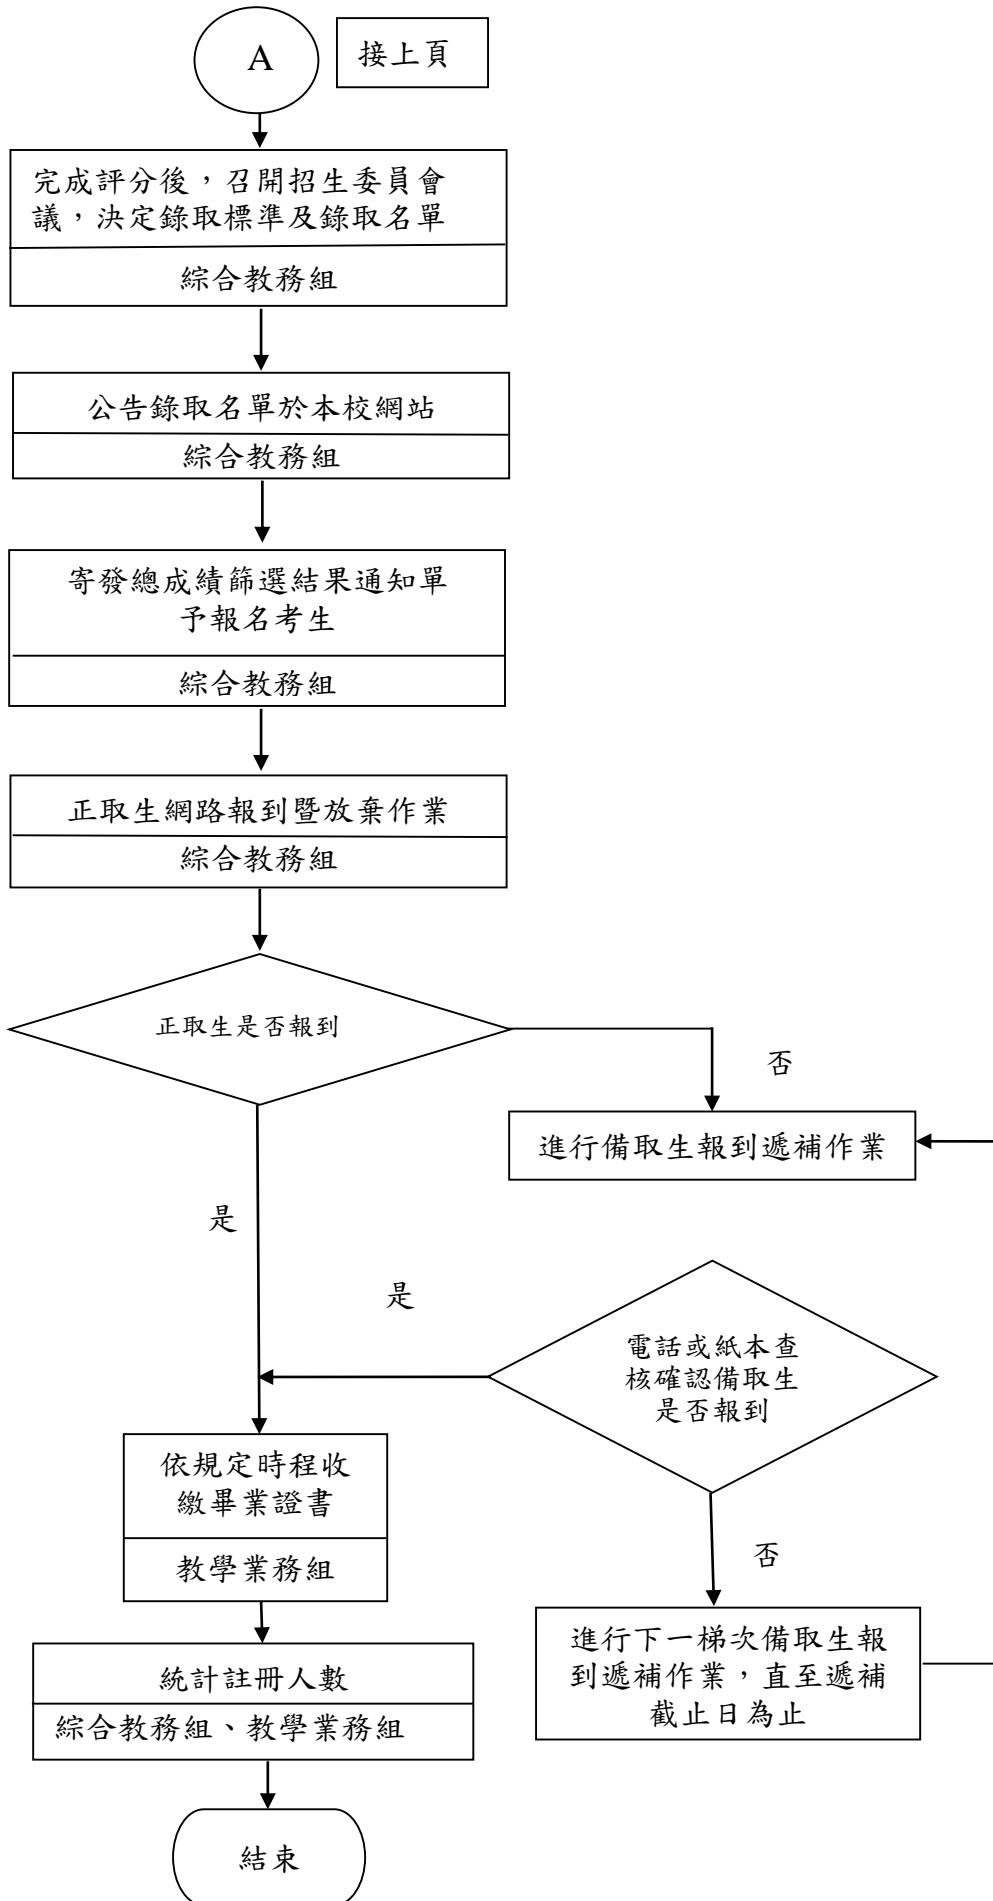 A
接上頁
完成評分後,召開招生委員會
議,決定錄取標準及錄取名單
綜合教務組
公告錄取名單於本校網站
綜合教務組
寄發總成績篩選結果通知單
予報名考生
綜合教務組
正取生網路報到暨放棄作業
綜合教務組
正取生是否報到
否
進行備取生報到遞補作業
是
是
電話或紙本查
核確認備取生
是否報到
依規定時程收
繳畢業證書
教學業務組
否
進行下一梯次備取生報
到遞補作業,直至遞補
截止日為止
統計註冊人數
綜合教務組、教學業務組
結束